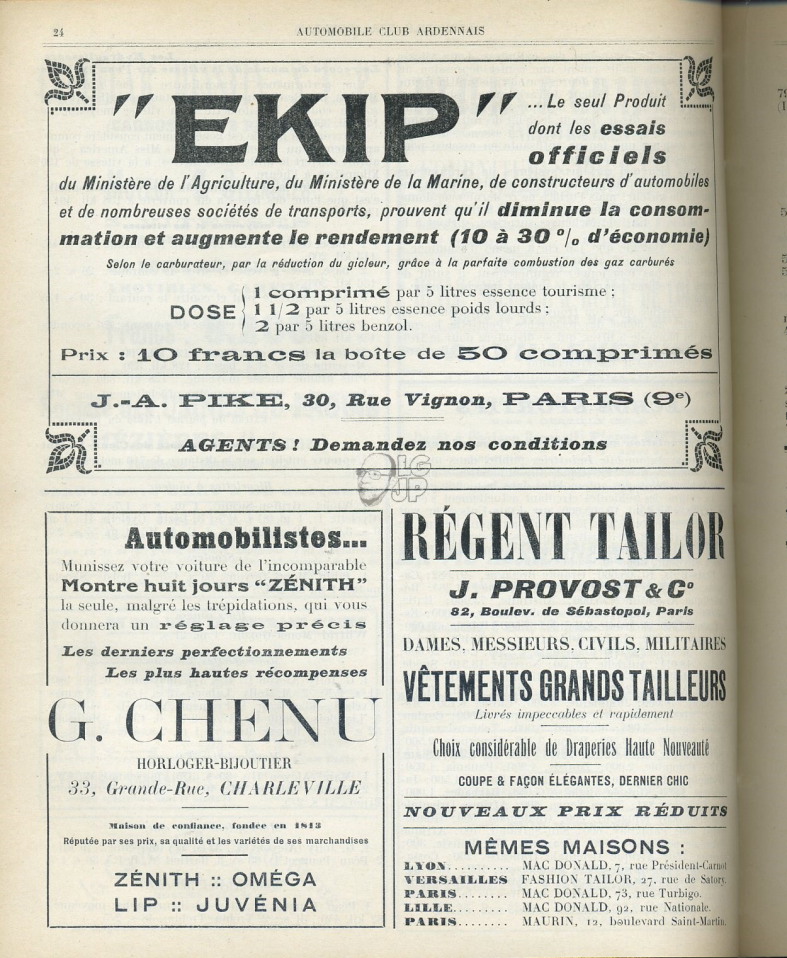 24
AUTOMOBILE CLUB ARDENNAIS
"EKIP"
...Le seul Produit
dont les essais
officiels
du Ministère de l'Agriculture, du Ministère de la Marine, de constructeurs d'automobiles
et de nombreuses sociétés de transports, prouvent qu'il diminue la consom-
mation et augmente le rendement (10 à 30 % d'économie)
Selon le carburateur, par la réduction du gicleur, grâce à la parfaite combustion des gaz carburés
DOSE
1 comprimé par 5 litres essence tourisme ;
1 1/2 par 5 litres essence poids lourds ;
2 par 5 litres benzol.
Prix : 10 francs la boîte de 50 comprimés
J.-A. PIKE, 30, Rue Vignon, PARIS (9e)
AGENTS ! Demandez nos conditions
LG
JP
Automobilistes...
Munissez votre voiture de l'incomparable
Montre huit jours "ZÉNITH"
la seule, malgré les trépidations, qui vous
donnera un réglage précis
Les derniers perfectionnements
Les plus hautes récompenses
G. CHENÙ
HORLOGER-BIJOUTIER
33, Grande-Rue, CHARLEVILLE
Maison de confiance, fondée en 1843
Réputée par ses prix, sa qualité et les variétés de ses marchandises
ZÉNITH :: OMÉGA
LIP :: JUVÉNIA
RÉGENT TAILOR
J. PROVOST & Co
82, Boulev. de Sébastopol, Paris
DAMES, MESSIEURS, CIVILS, MILITAIRES
VÊTEMENTS GRANDS TAILLEURS
Livrés impeccables et rapidement
Choix considérable de Draperies Haute Nouveauté
COUPE & FAÇON ÉLÉGANTES, DERNIER CHIC
NOUVEAUX PRIX RÉDUITS
MÊMES MAISONS :
LYON.......... MAC DONALD, 7, rue Président-Carnot
VERSAILLES FASHION TAILOR, 27, rue de Satory.
PARIS........ MAC DONALD, 73, rue Turbigo.
LILLE......... MAC DONALD, 92, rue Nationale.
PARIS........ MAURIN, 12, boulevard Saint-Martin.